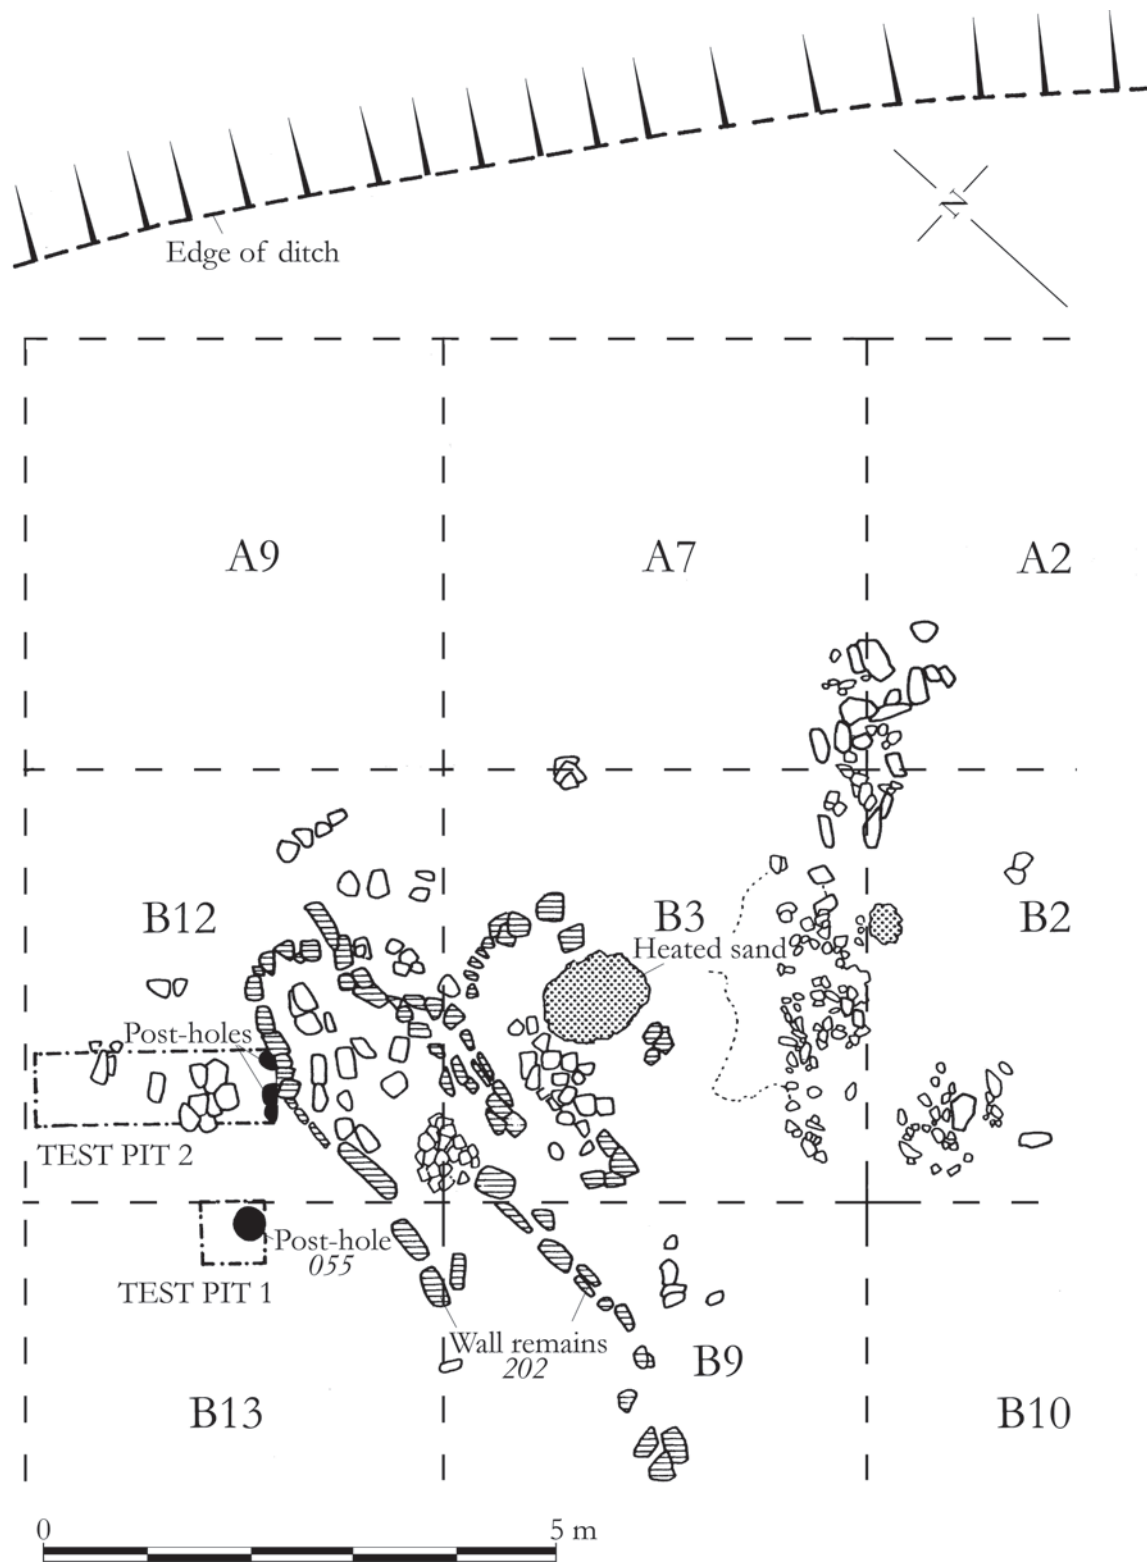 Edge of ditch
N
A9
A7
A2
B12
B3
B2
Heated sand
Post-holes
TEST PIT 2
Post-hole
055
TEST PIT 1
Wall remains
202
B9
B13
B10
0
5 m